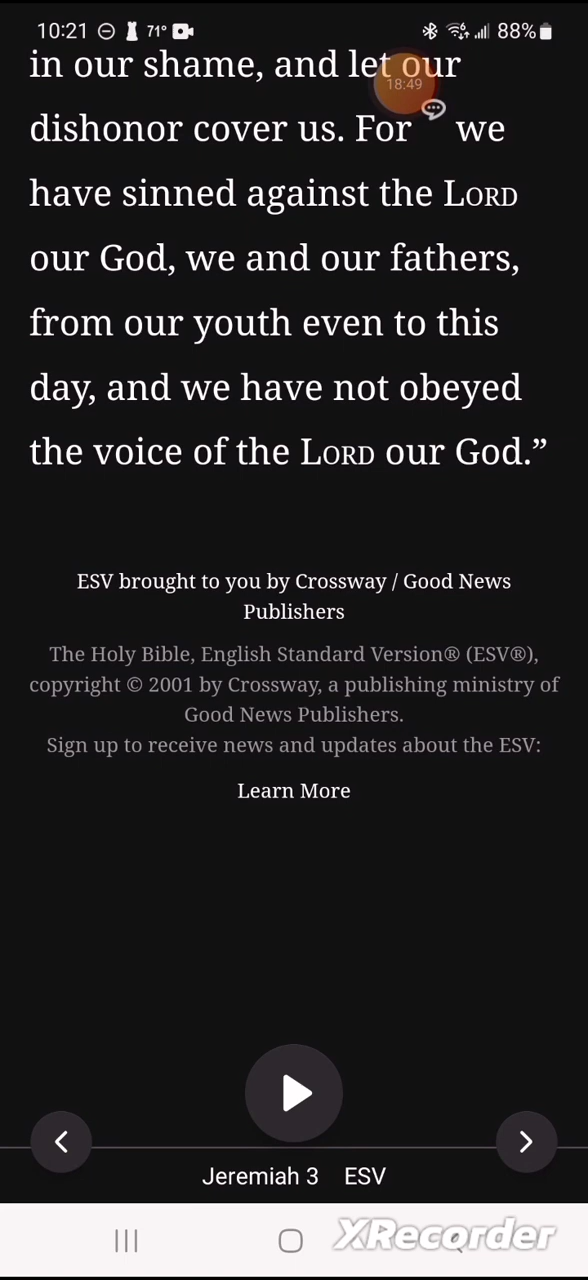 10:21 71° 88%
in our shame, and let our
18:49
dishonor cover us. For we
have sinned against the LORD
our God, we and our fathers,
from our youth even to this
day, and we have not obeyed
the voice of the LORD our God.”
ESV brought to you by Crossway / Good News
Publishers
The Holy Bible, English Standard Version® (ESV®),
copyright © 2001 by Crossway, a publishing ministry of
Good News Publishers.
Sign up to receive news and updates about the ESV:
Learn More
Jeremiah 3 ESV
XRecorder